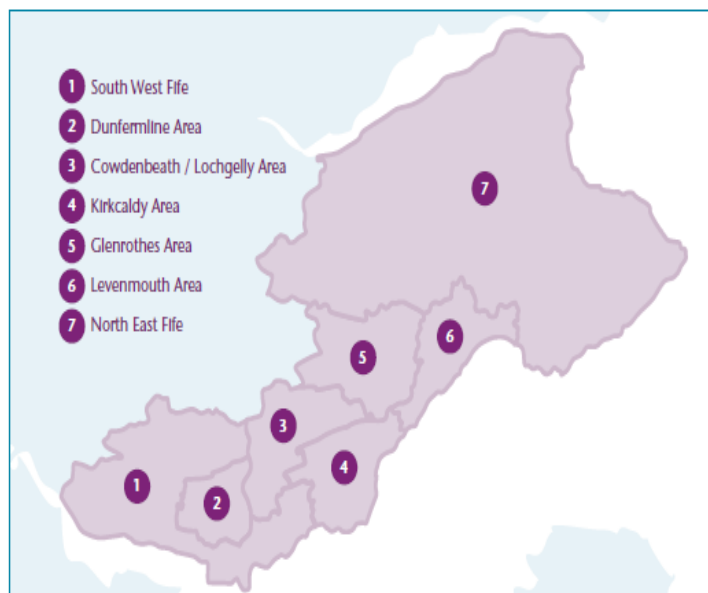 1 South West Fife
2 Dunfermline Area
3 Cowdenbeath / Lochgelly Area
4 Kirkcaldy Area
5 Glenrothes Area
6 Levenmouth Area
7 North East Fife
7
6
5
3
4
1
2